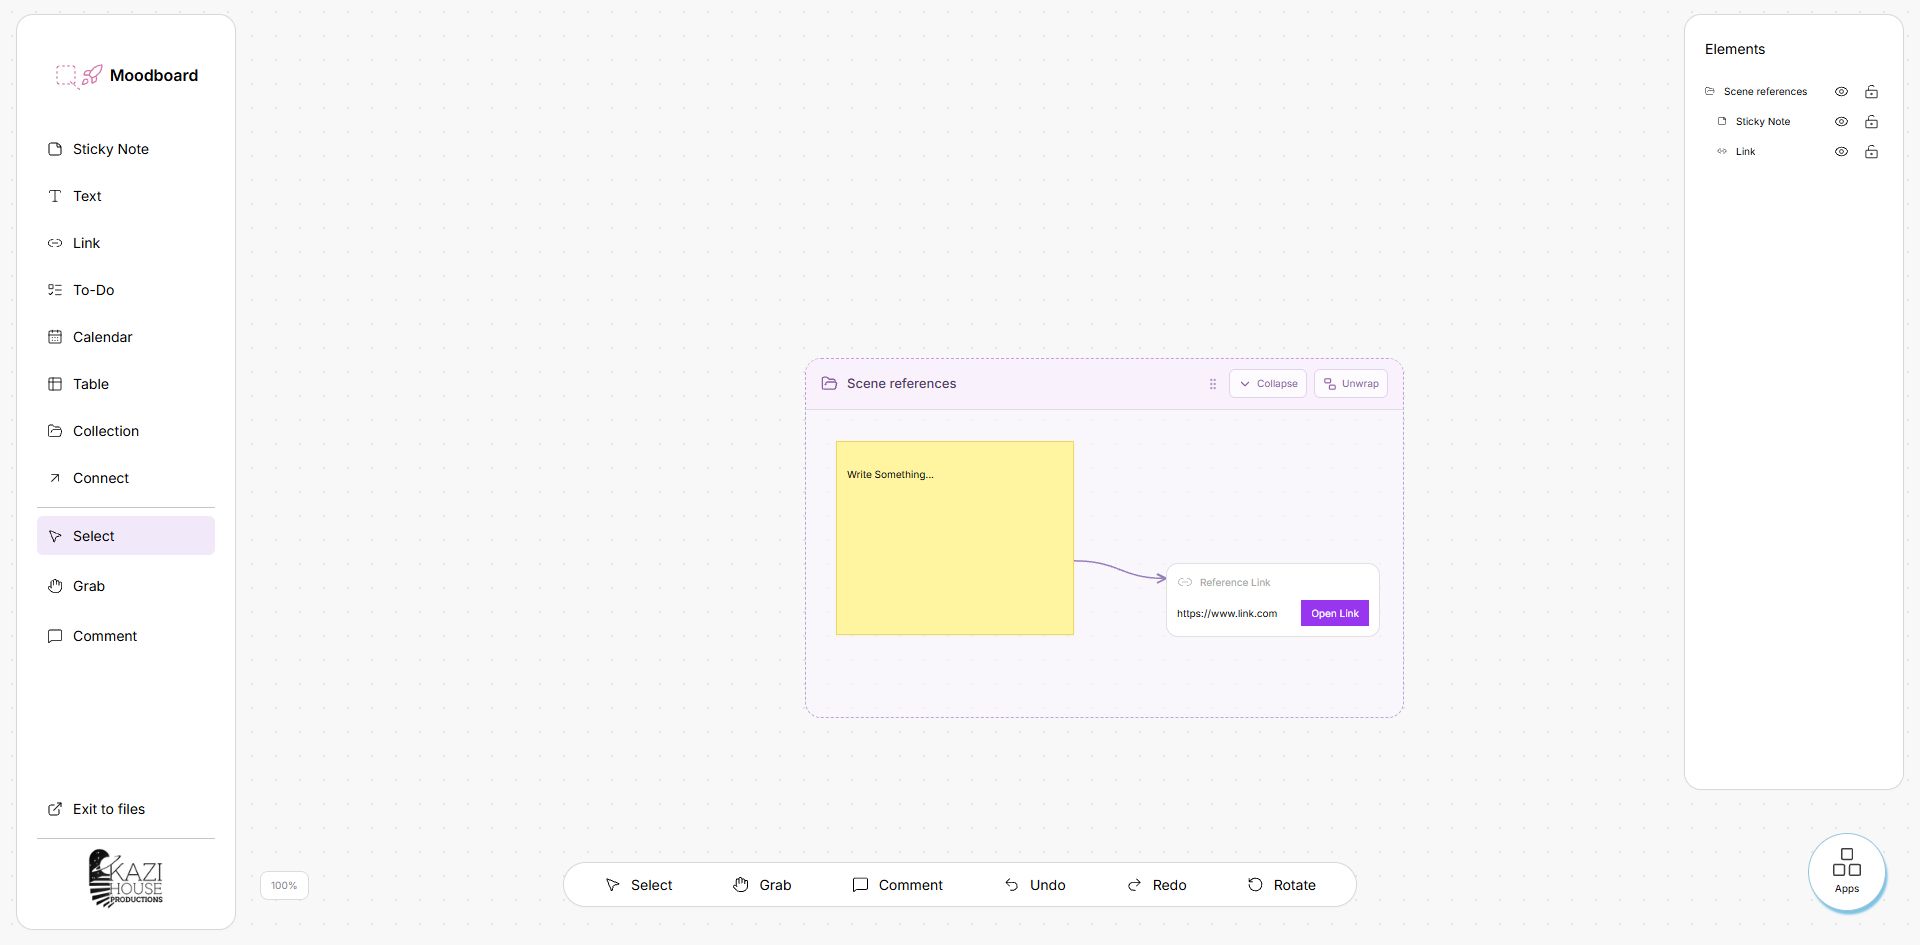 Moodboard
Sticky Note
Text
Link
To-Do
Calendar
Table
Collection
Connect
Select
Grab
Comment
Exit to files
KAZI
HOUSE
PRODUCTIONS
100%
Scene references
Collapse
Unwrap
Write Something...
Reference Link
https://www.link.com
Open Link
Select
Grab
Comment
Undo
Redo
Rotate
Elements
Scene references
Sticky Note
Link
Apps